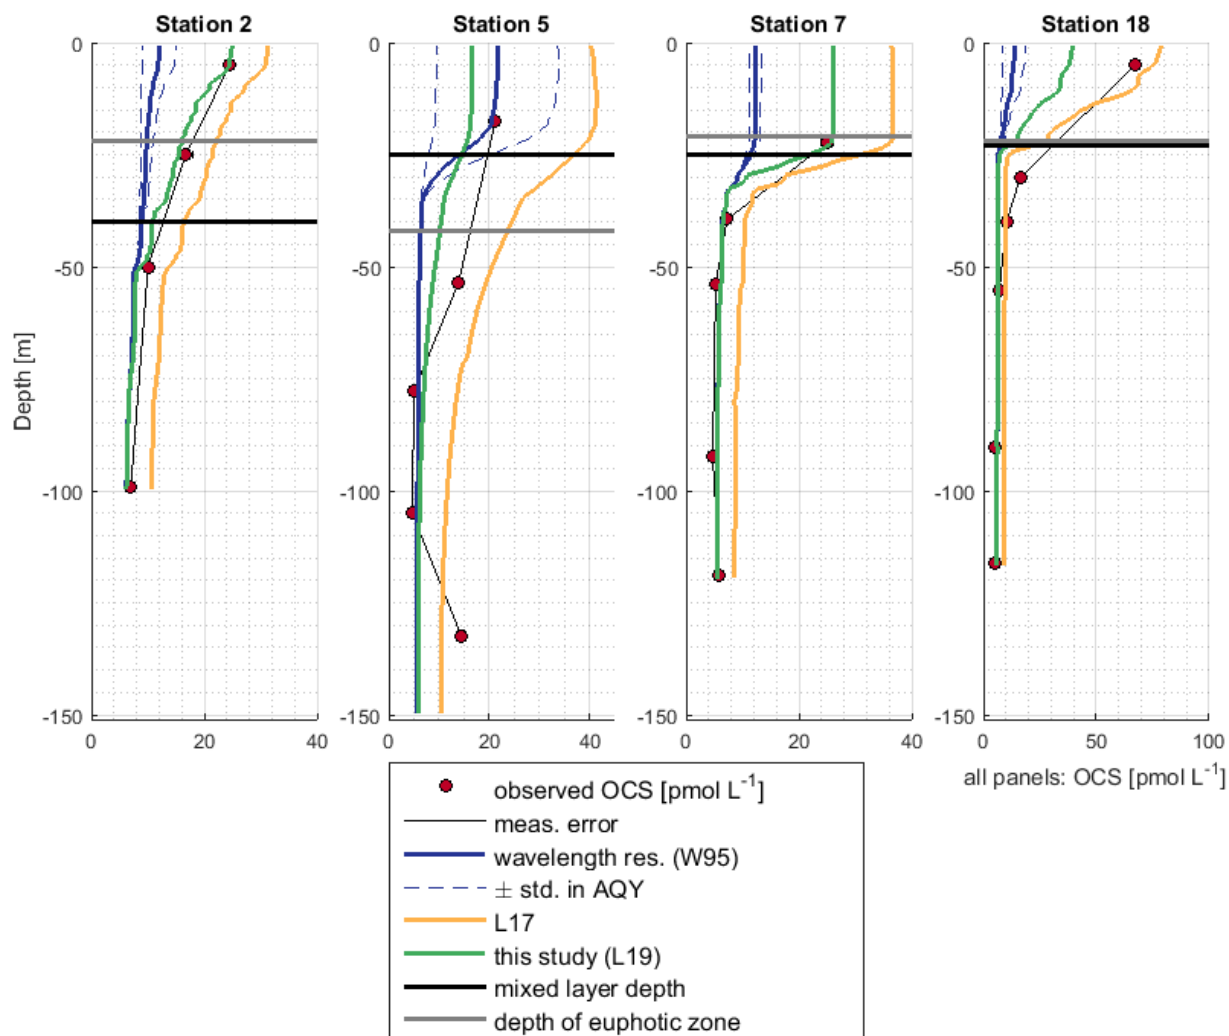 Station 2
Station 5
Station 7
Station 18
Depth [m]
0
-50
-100
-150
0
20
40
0
-50
-100
-150
0
20
40
0
-50
-100
-150
0
20
40
0
-50
-100
-150
0
50
100
all panels: OCS [pmol L⁻¹]
observed OCS [pmol L⁻¹]
meas. error
wavelength res. (W95)
± std. in AQY
L17
this study (L19)
mixed layer depth
depth of euphotic zone